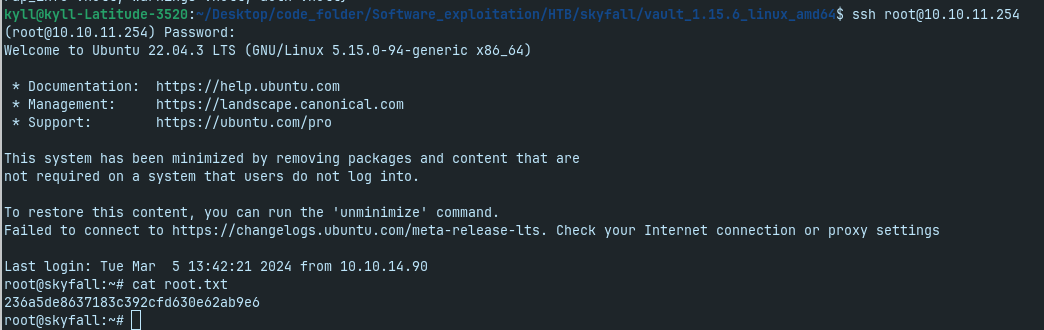 kyll@kyll-Latitude-3520:~/Desktop/code_folder/Software_exploitation/HTB/skyfall/vault_1.15.6_linux_amd64$ ssh root@10.10.11.254
(root@10.10.11.254) Password:
Welcome to Ubuntu 22.04.3 LTS (GNU/Linux 5.15.0-94-generic x86_64)

 * Documentation:  https://help.ubuntu.com
 * Management:     https://landscape.canonical.com
 * Support:        https://ubuntu.com/pro

This system has been minimized by removing packages and content that are
not required on a system that users do not log into.

To restore this content, you can run the 'unminimize' command.
Failed to connect to https://changelogs.ubuntu.com/meta-release-lts. Check your Internet connection or proxy settings

Last login: Tue Mar  5 13:42:21 2024 from 10.10.14.90
root@skyfall:~# cat root.txt
236a5de8637183c392cfd630e62ab9e6
root@skyfall:~#